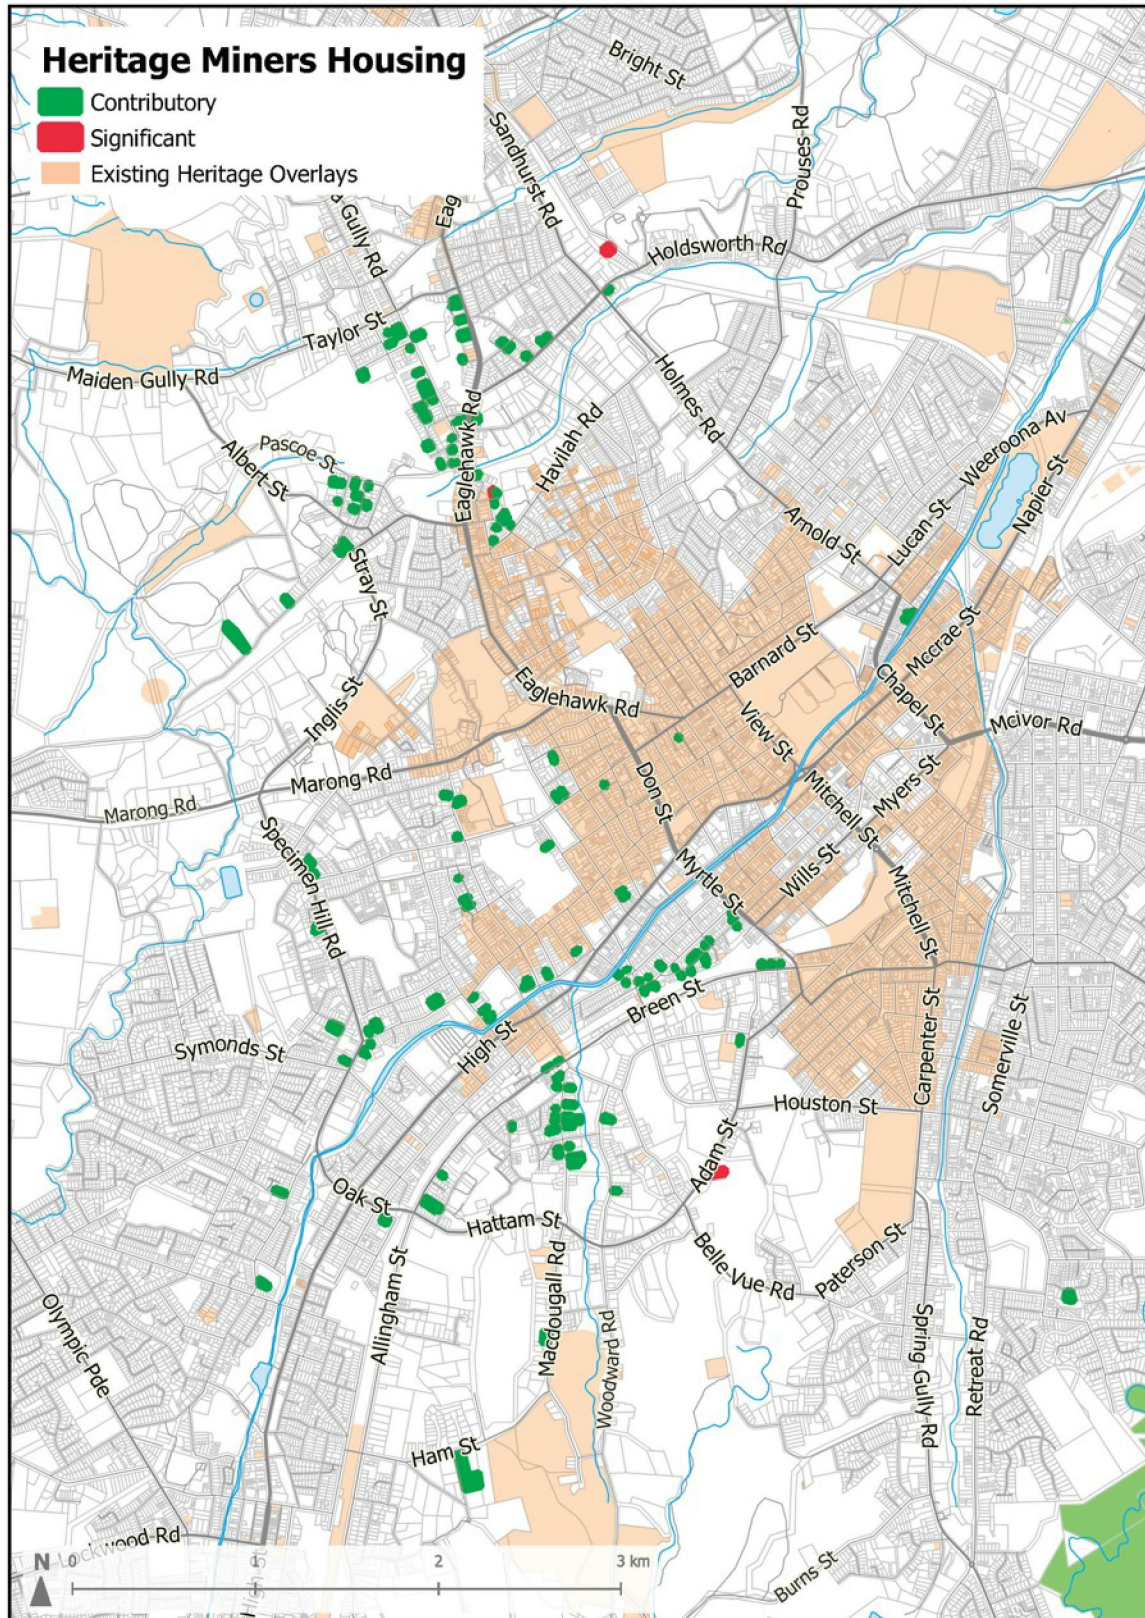 Heritage Miners Housing
Contributory
Significant
Existing Heritage Overlays
Bright St
Sandhurst Rd
Prouses Rd
Eag
Gully Rd
Holdsworth Rd
Taylor St
Maiden Gully Rd
Holmes Rd
Eaglehawk Rd
Havilah Rd
Weeroona Av
Pascoe St
Albert St
Napier St
Lucan St
Arnold St
Stray St
Mccrae St
Barnard St
Chapel St
Eaglehawk Rd
Inglis St
View St
Mcivor Rd
Marong Rd
Marong Rd
Don St
Mitchell St
Myers St
Specimen Hill Rd
Myrtle St
Wills St
Mitchell St
Breen St
Carpenter St
Somerville St
High St
Symonds St
Houston St
Adam St
Oak St
Hattam St
Belle Vue Rd
Paterson St
Allingham St
Macdougall Rd
Woodward Rd
Olympic Pde
Spring Gully Rd
Retreat Rd
Ham St
wood Rd
High St
Burns St
N
0
1
2
3 km